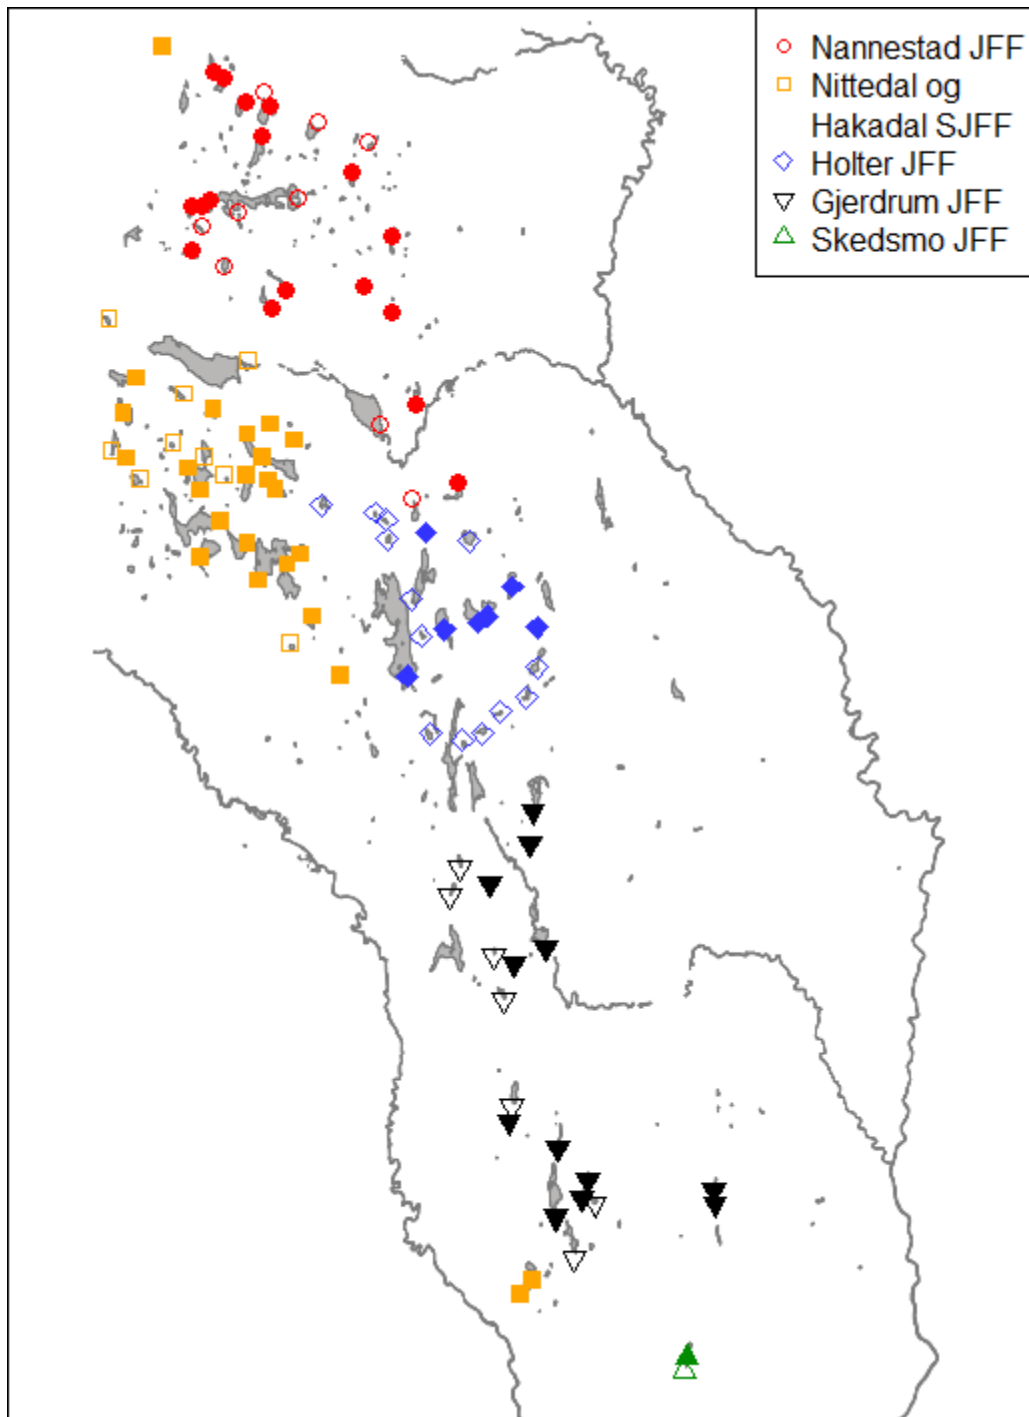 Nannestad JFF
Nittedal og
Hakadal SJFF
Holter JFF
Gjerdrum JFF
Skedsmo JFF